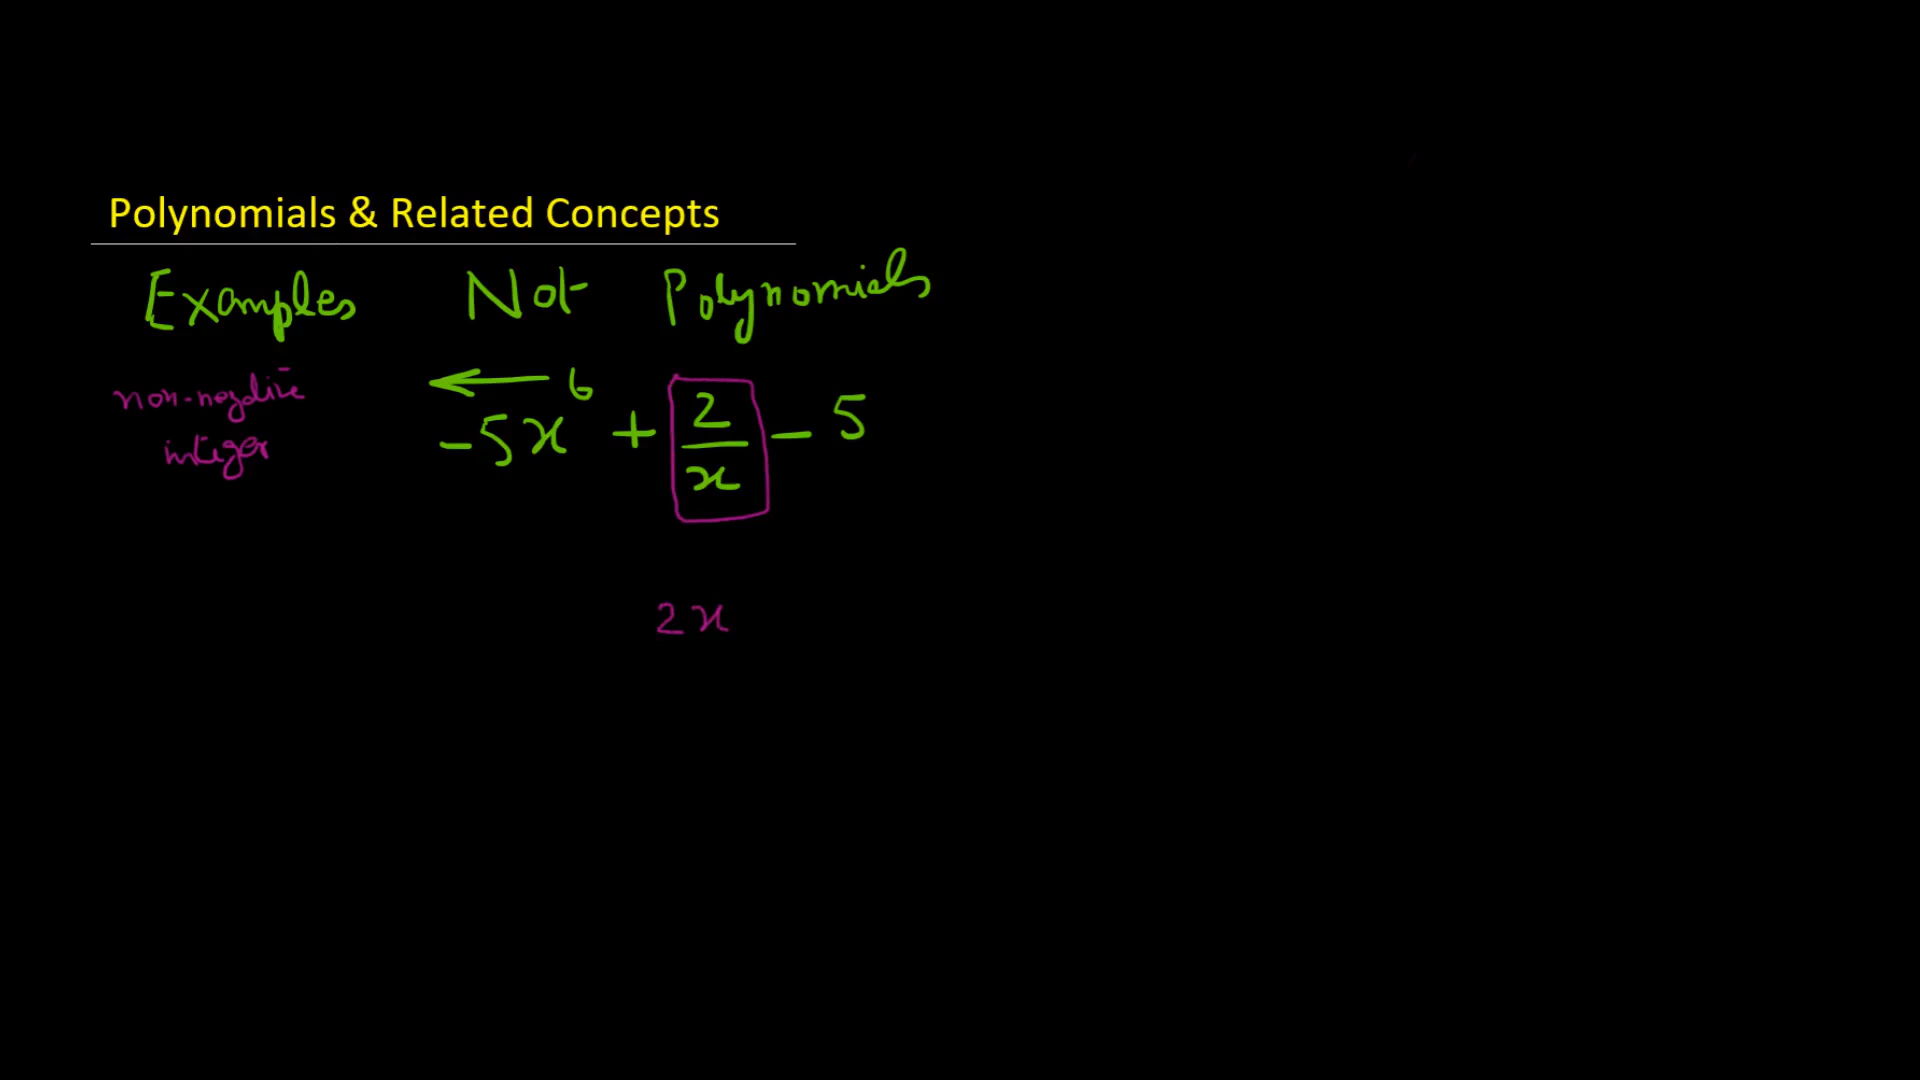 Polynomials & Related Concepts
Examples Not Polynomials
non-negative
integer
-5x^6 + 2/x - 5
2x